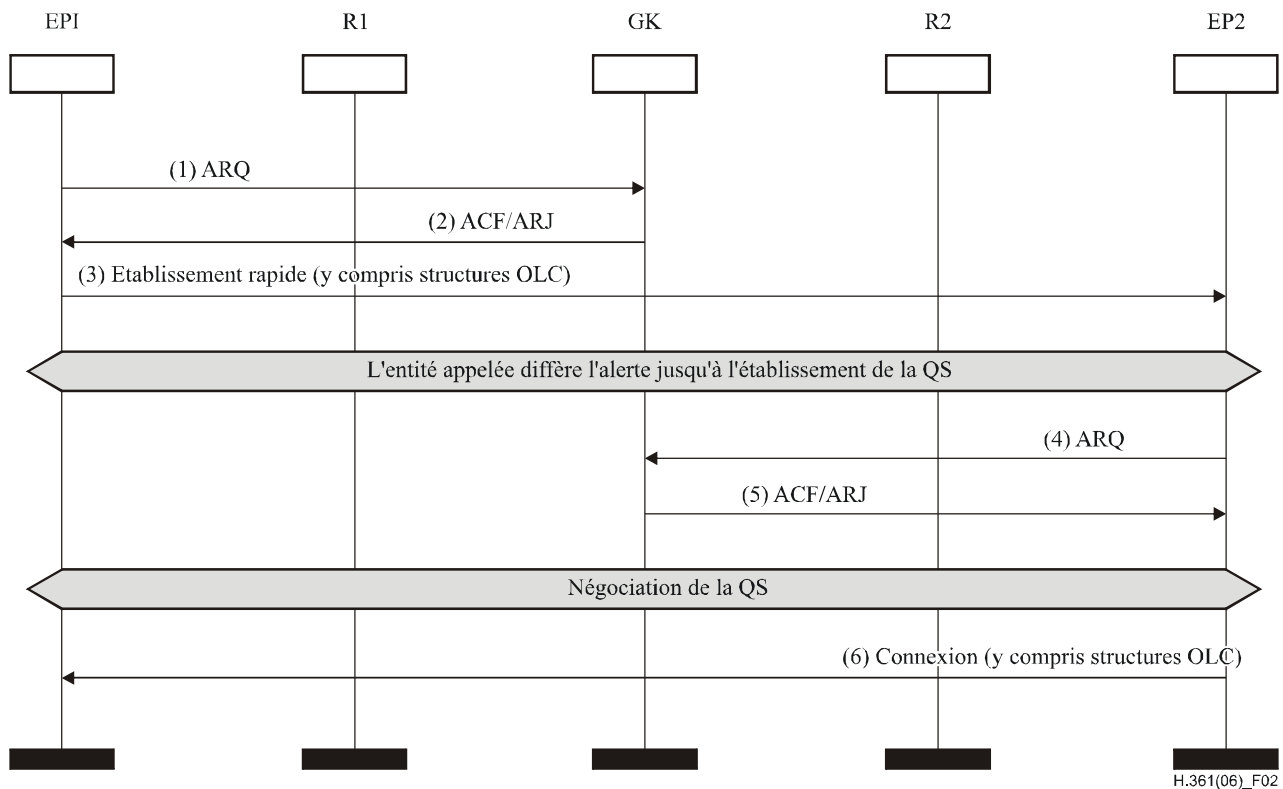 EPI R1 GK R2 EP2
(1) ARQ
(2) ACF/ARJ
(3) Etablissement rapide (y compris structures OLC)
L'entité appelée diffère l'alerte jusqu'à l'établissement de la QS
(4) ARQ
(5) ACF/ARJ
Négociation de la QS
(6) Connexion (y compris structures OLC)
H.361(06)_F02